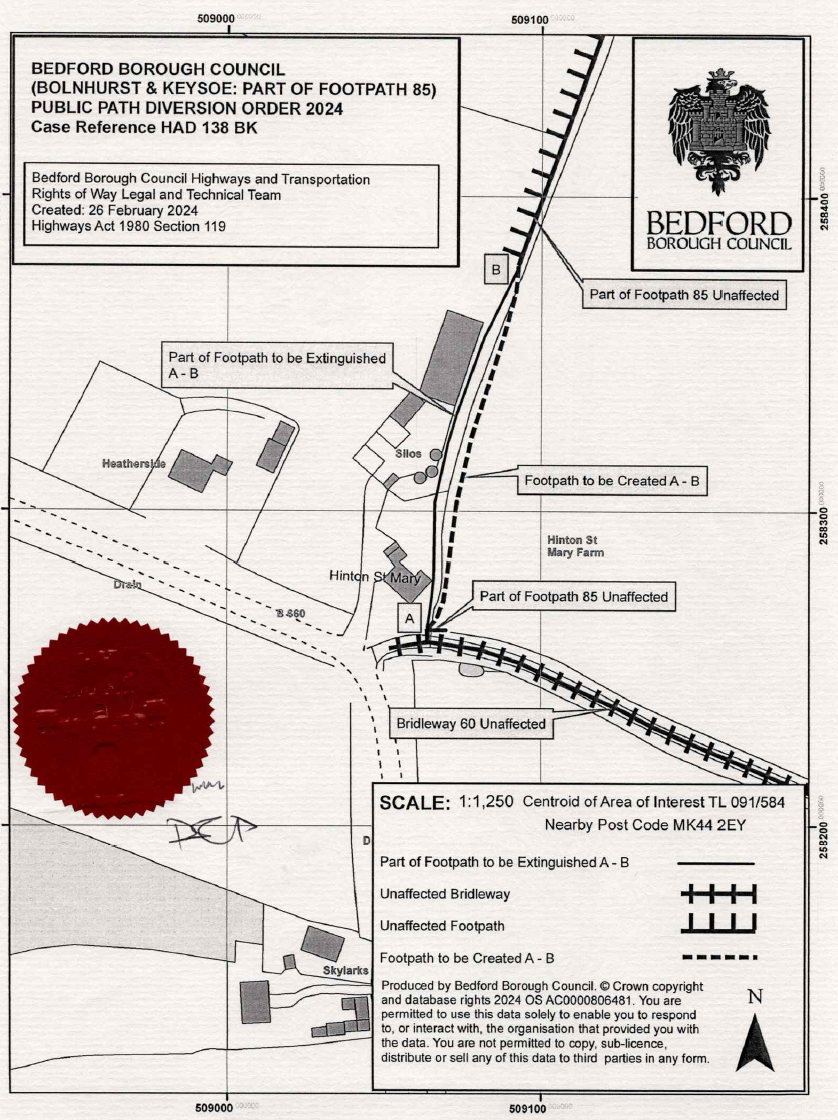 509000
509100
BEDFORD BOROUGH COUNCIL
(BOLNHURST & KEYSOE: PART OF FOOTPATH 85)
PUBLIC PATH DIVERSION ORDER 2024
Case Reference HAD 138 BK
Bedford Borough Council Highways and Transportation
Rights of Way Legal and Technical Team
Created: 26 February 2024
Highways Act 1980 Section 119
BEDFORD
BOROUGH COUNCIL
258400
B
Part of Footpath 85 Unaffected
Part of Footpath to be Extinguished
A - B
Heatherside
Silos
Footpath to be Created A - B
258300
Hinton St
Mary Farm
Hinton St Mary
Drain
B 660
Part of Footpath 85 Unaffected
A
Bridleway 60 Unaffected
SCALE: 1:1,250 Centroid of Area of Interest TL 091/584
Nearby Post Code MK44 2EY
258200
D
Part of Footpath to be Extinguished A - B
Unaffected Bridleway
Unaffected Footpath
Footpath to be Created A - B
Skylarks
Produced by Bedford Borough Council. © Crown copyright
and database rights 2024 OS AC0000806481. You are
permitted to use this data solely to enable you to respond
to, or interact with, the organisation that provided you with
the data. You are not permitted to copy, sub-licence,
distribute or sell any of this data to third parties in any form.
N
509000
509100